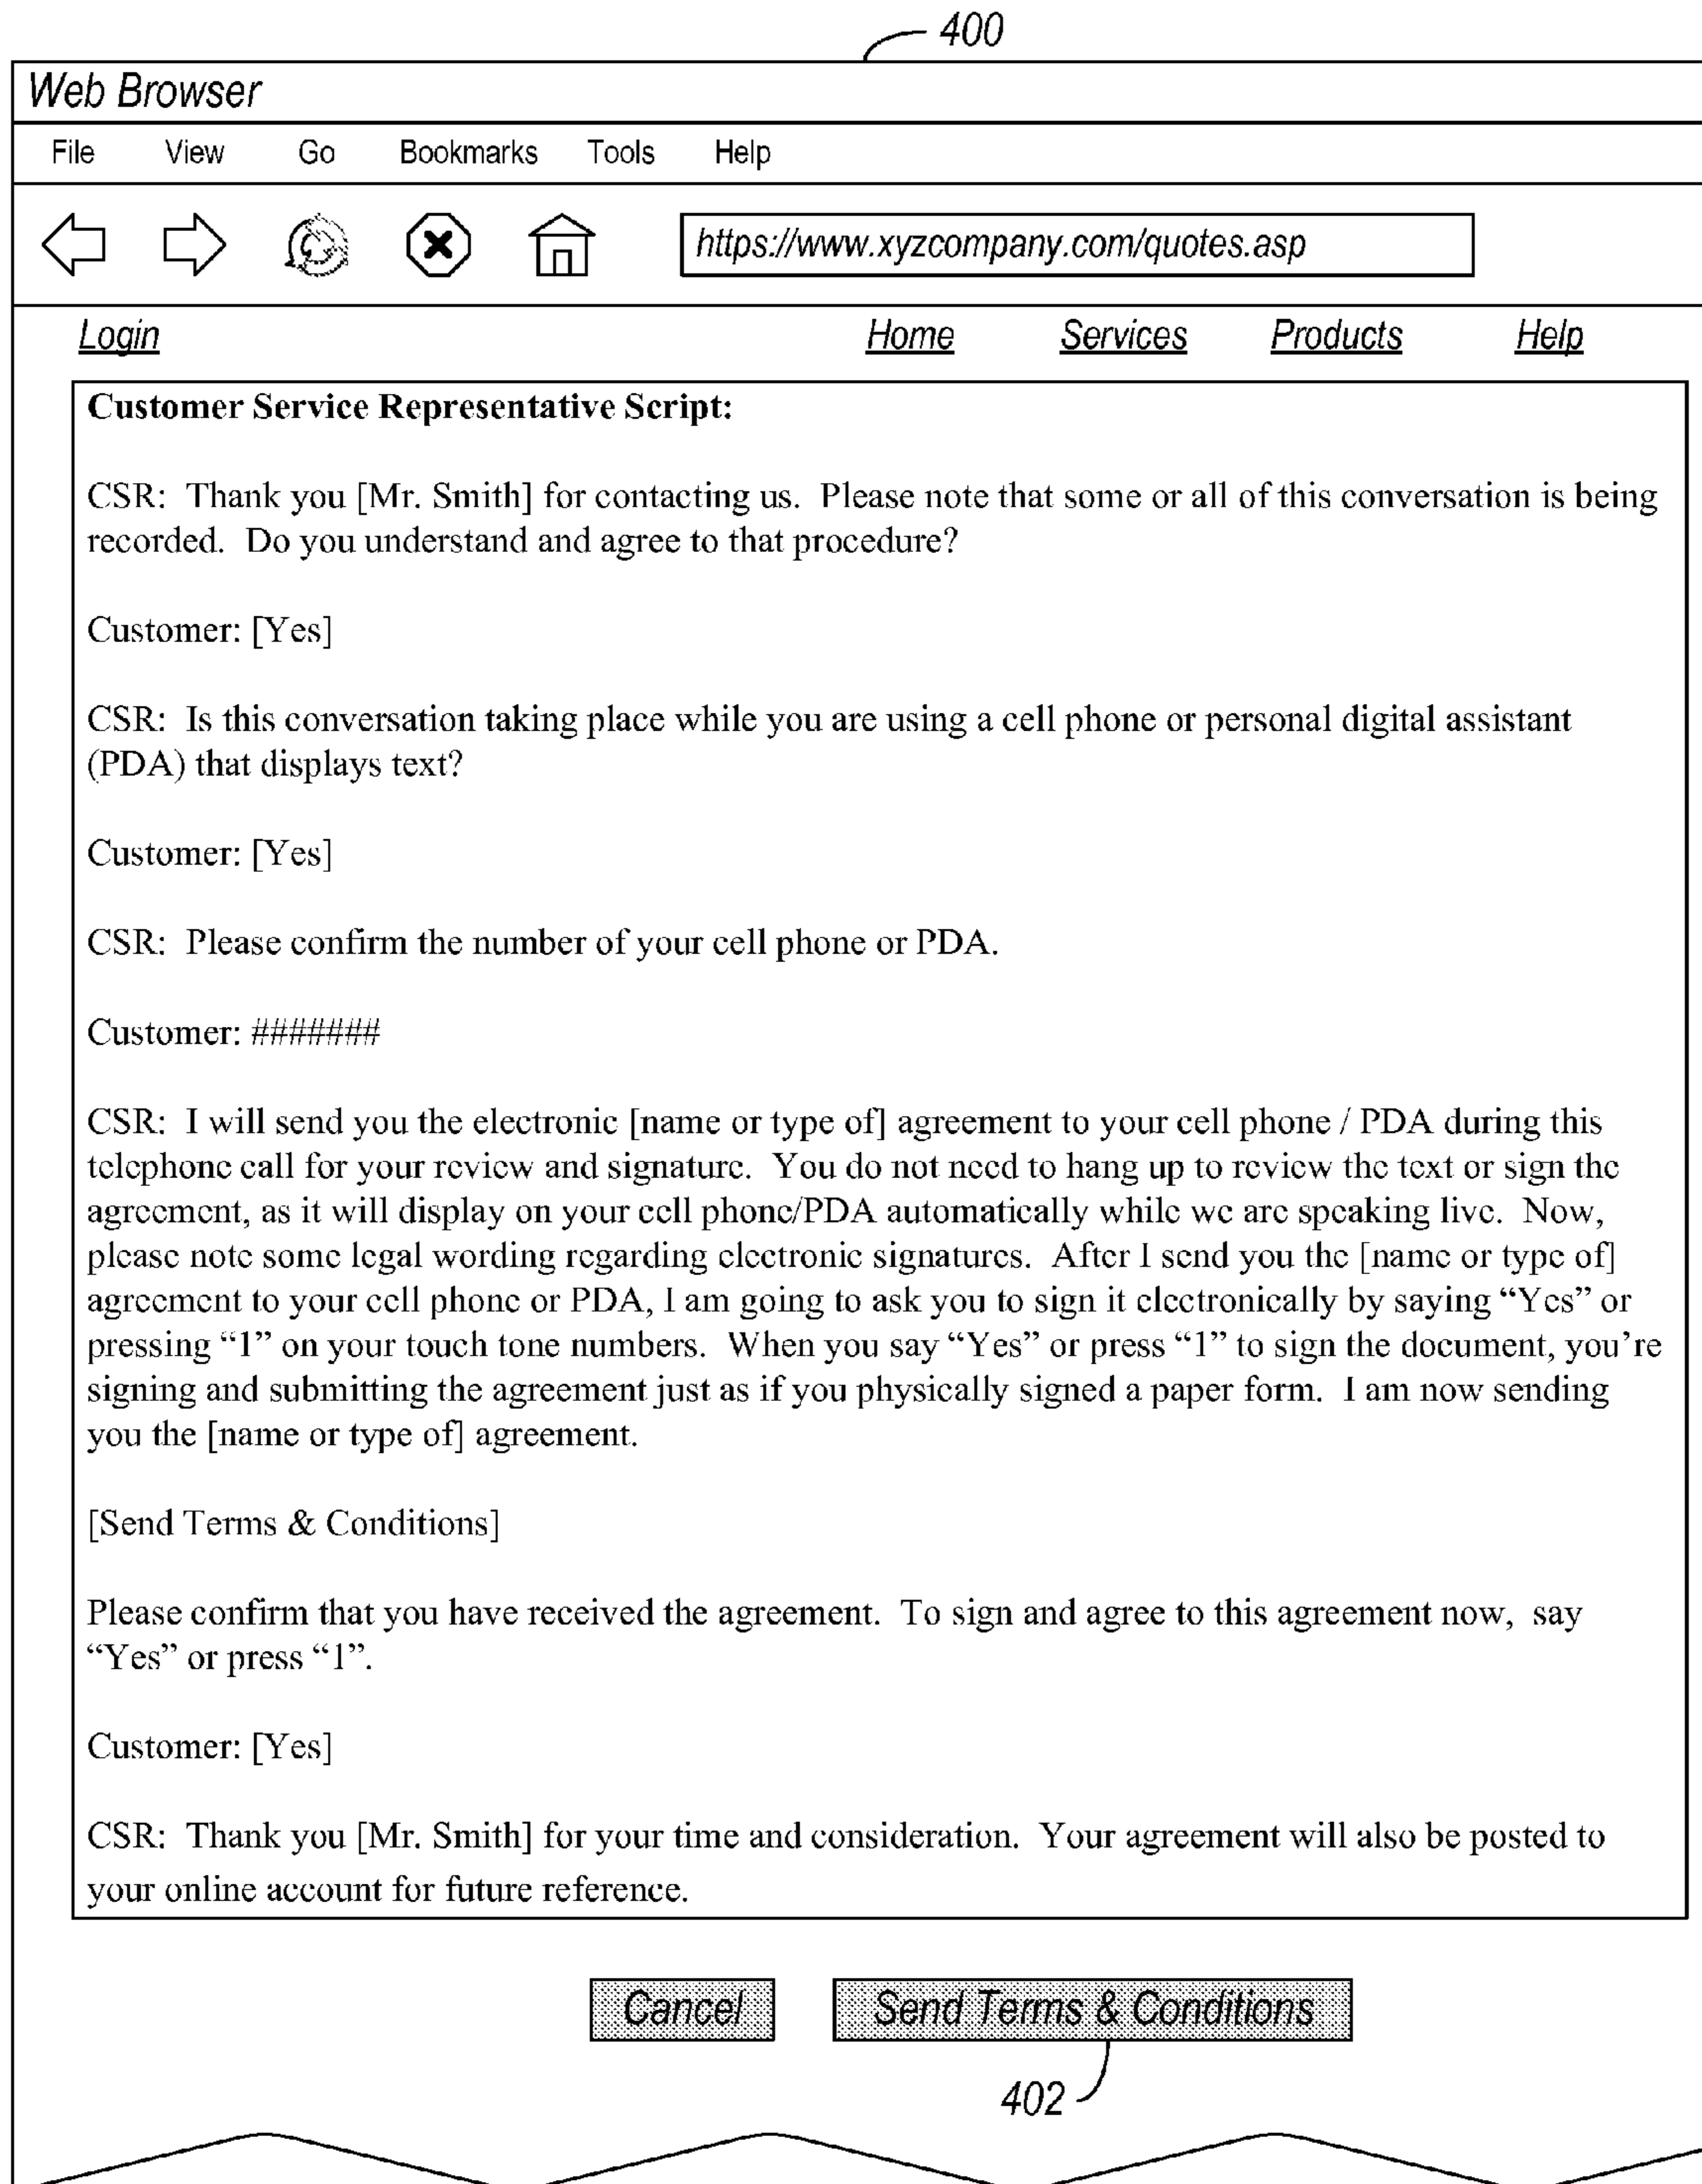 400
Web Browser
File View Go Bookmarks Tools Help
https://www.xyzcompany.com/quotes.asp
Login Home Services Products Help
Customer Service Representative Script:
CSR: Thank you [Mr. Smith] for contacting us. Please note that some or all of this conversation is being
recorded. Do you understand and agree to that procedure?
Customer: [Yes]
CSR: Is this conversation taking place while you are using a cell phone or personal digital assistant
(PDA) that displays text?
Customer: [Yes]
CSR: Please confirm the number of your cell phone or PDA.
Customer: #######
CSR: I will send you the electronic [name or type of] agreement to your cell phone / PDA during this
telephone call for your review and signature. You do not need to hang up to review the text or sign the
agreement, as it will display on your cell phone/PDA automatically while we are speaking live. Now,
please note some legal wording regarding electronic signatures. After I send you the [name or type of]
agreement to your cell phone or PDA, I am going to ask you to sign it electronically by saying “Yes” or
pressing “1” on your touch tone numbers. When you say “Yes” or press “1” to sign the document, you’re
signing and submitting the agreement just as if you physically signed a paper form. I am now sending
you the [name or type of] agreement.
[Send Terms & Conditions]
Please confirm that you have received the agreement. To sign and agree to this agreement now, say
“Yes” or press “1”.
Customer: [Yes]
CSR: Thank you [Mr. Smith] for your time and consideration. Your agreement will also be posted to
your online account for future reference.
Cancel Send Terms & Conditions
402